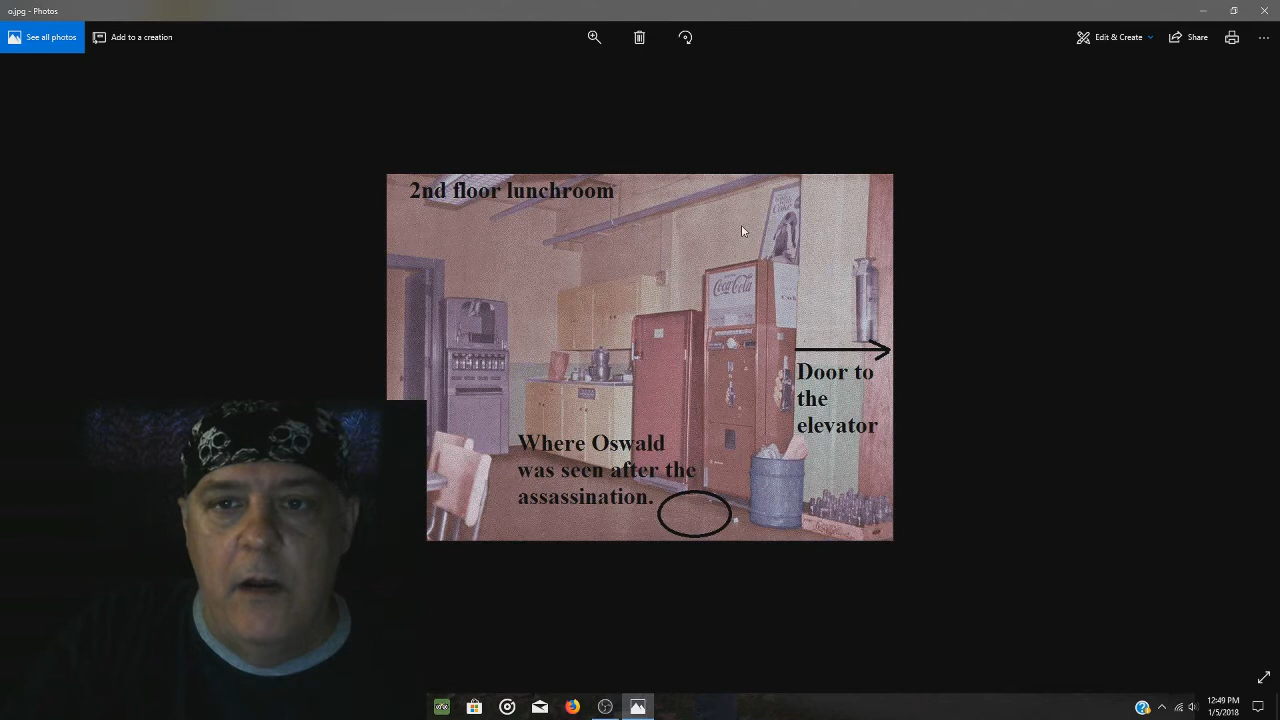 o.jpg - Photos
See all photos
Add to a creation
Edit & Create
Share
2nd floor lunchroom
Coca-Cola
Door to
the
elevator
Where Oswald
was seen after the
assassination.
12:49 PM
1/5/2018